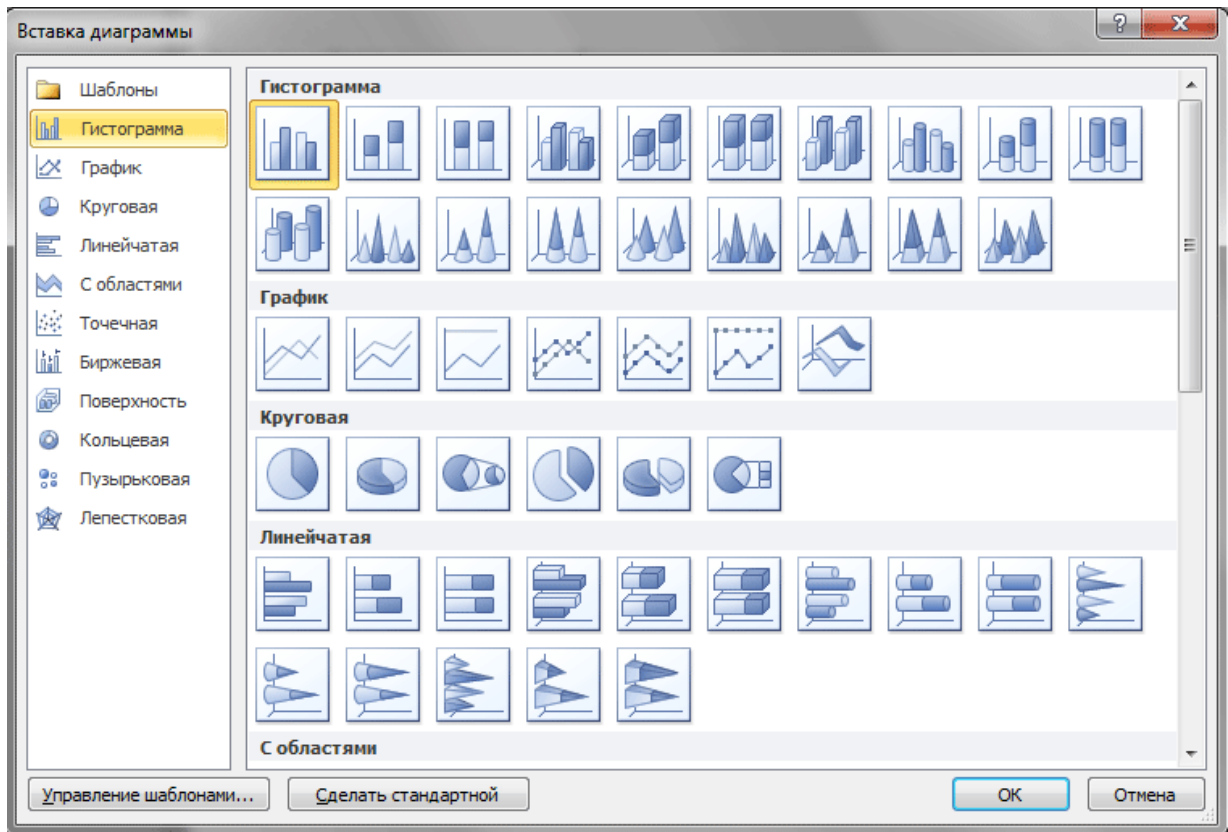 Вставка диаграммы
Шаблоны
Гистограмма
График
Круговая
Линейчатая
С областями
Точечная
Биржевая
Поверхность
Кольцевая
Пузырьковая
Лепестковая
Гистограмма
График
Круговая
Линейчатая
С областями
Управление шаблонами...
Сделать стандартной
ОК
Отмена